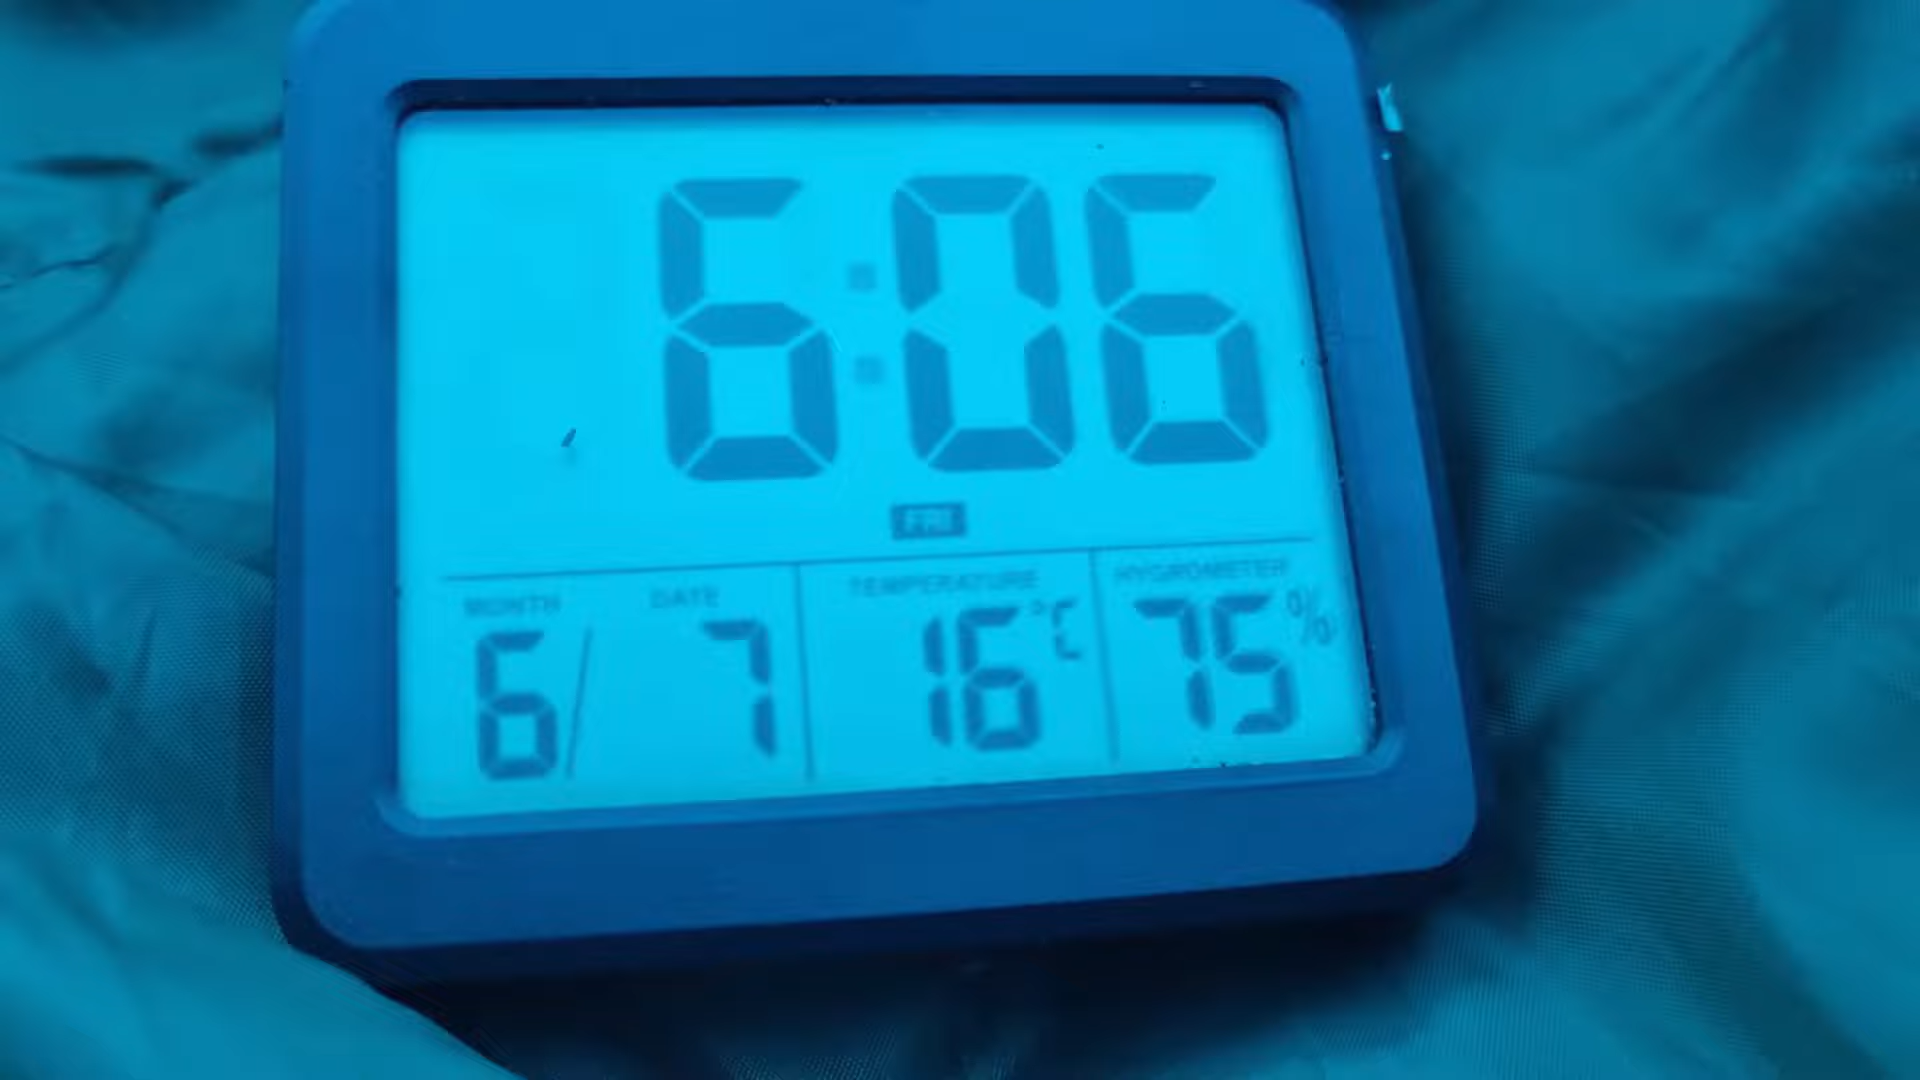 6:06
FRI
MONTH DATE TEMPERATURE HYGROMETER
6/ 7 16°C 75%